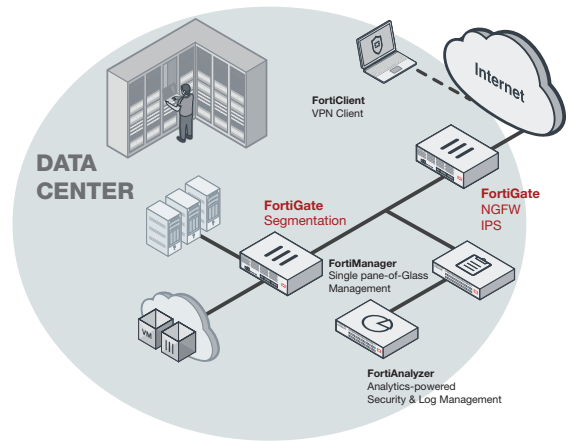 Internet
FortiClient
VPN Client
DATA
CENTER
FortiGate
NGFW
IPS
FortiGate
Segmentation
FortiManager
Single pane-of-Glass
Management
VM
FortiAnalyzer
Analytics-powered
Security & Log Management